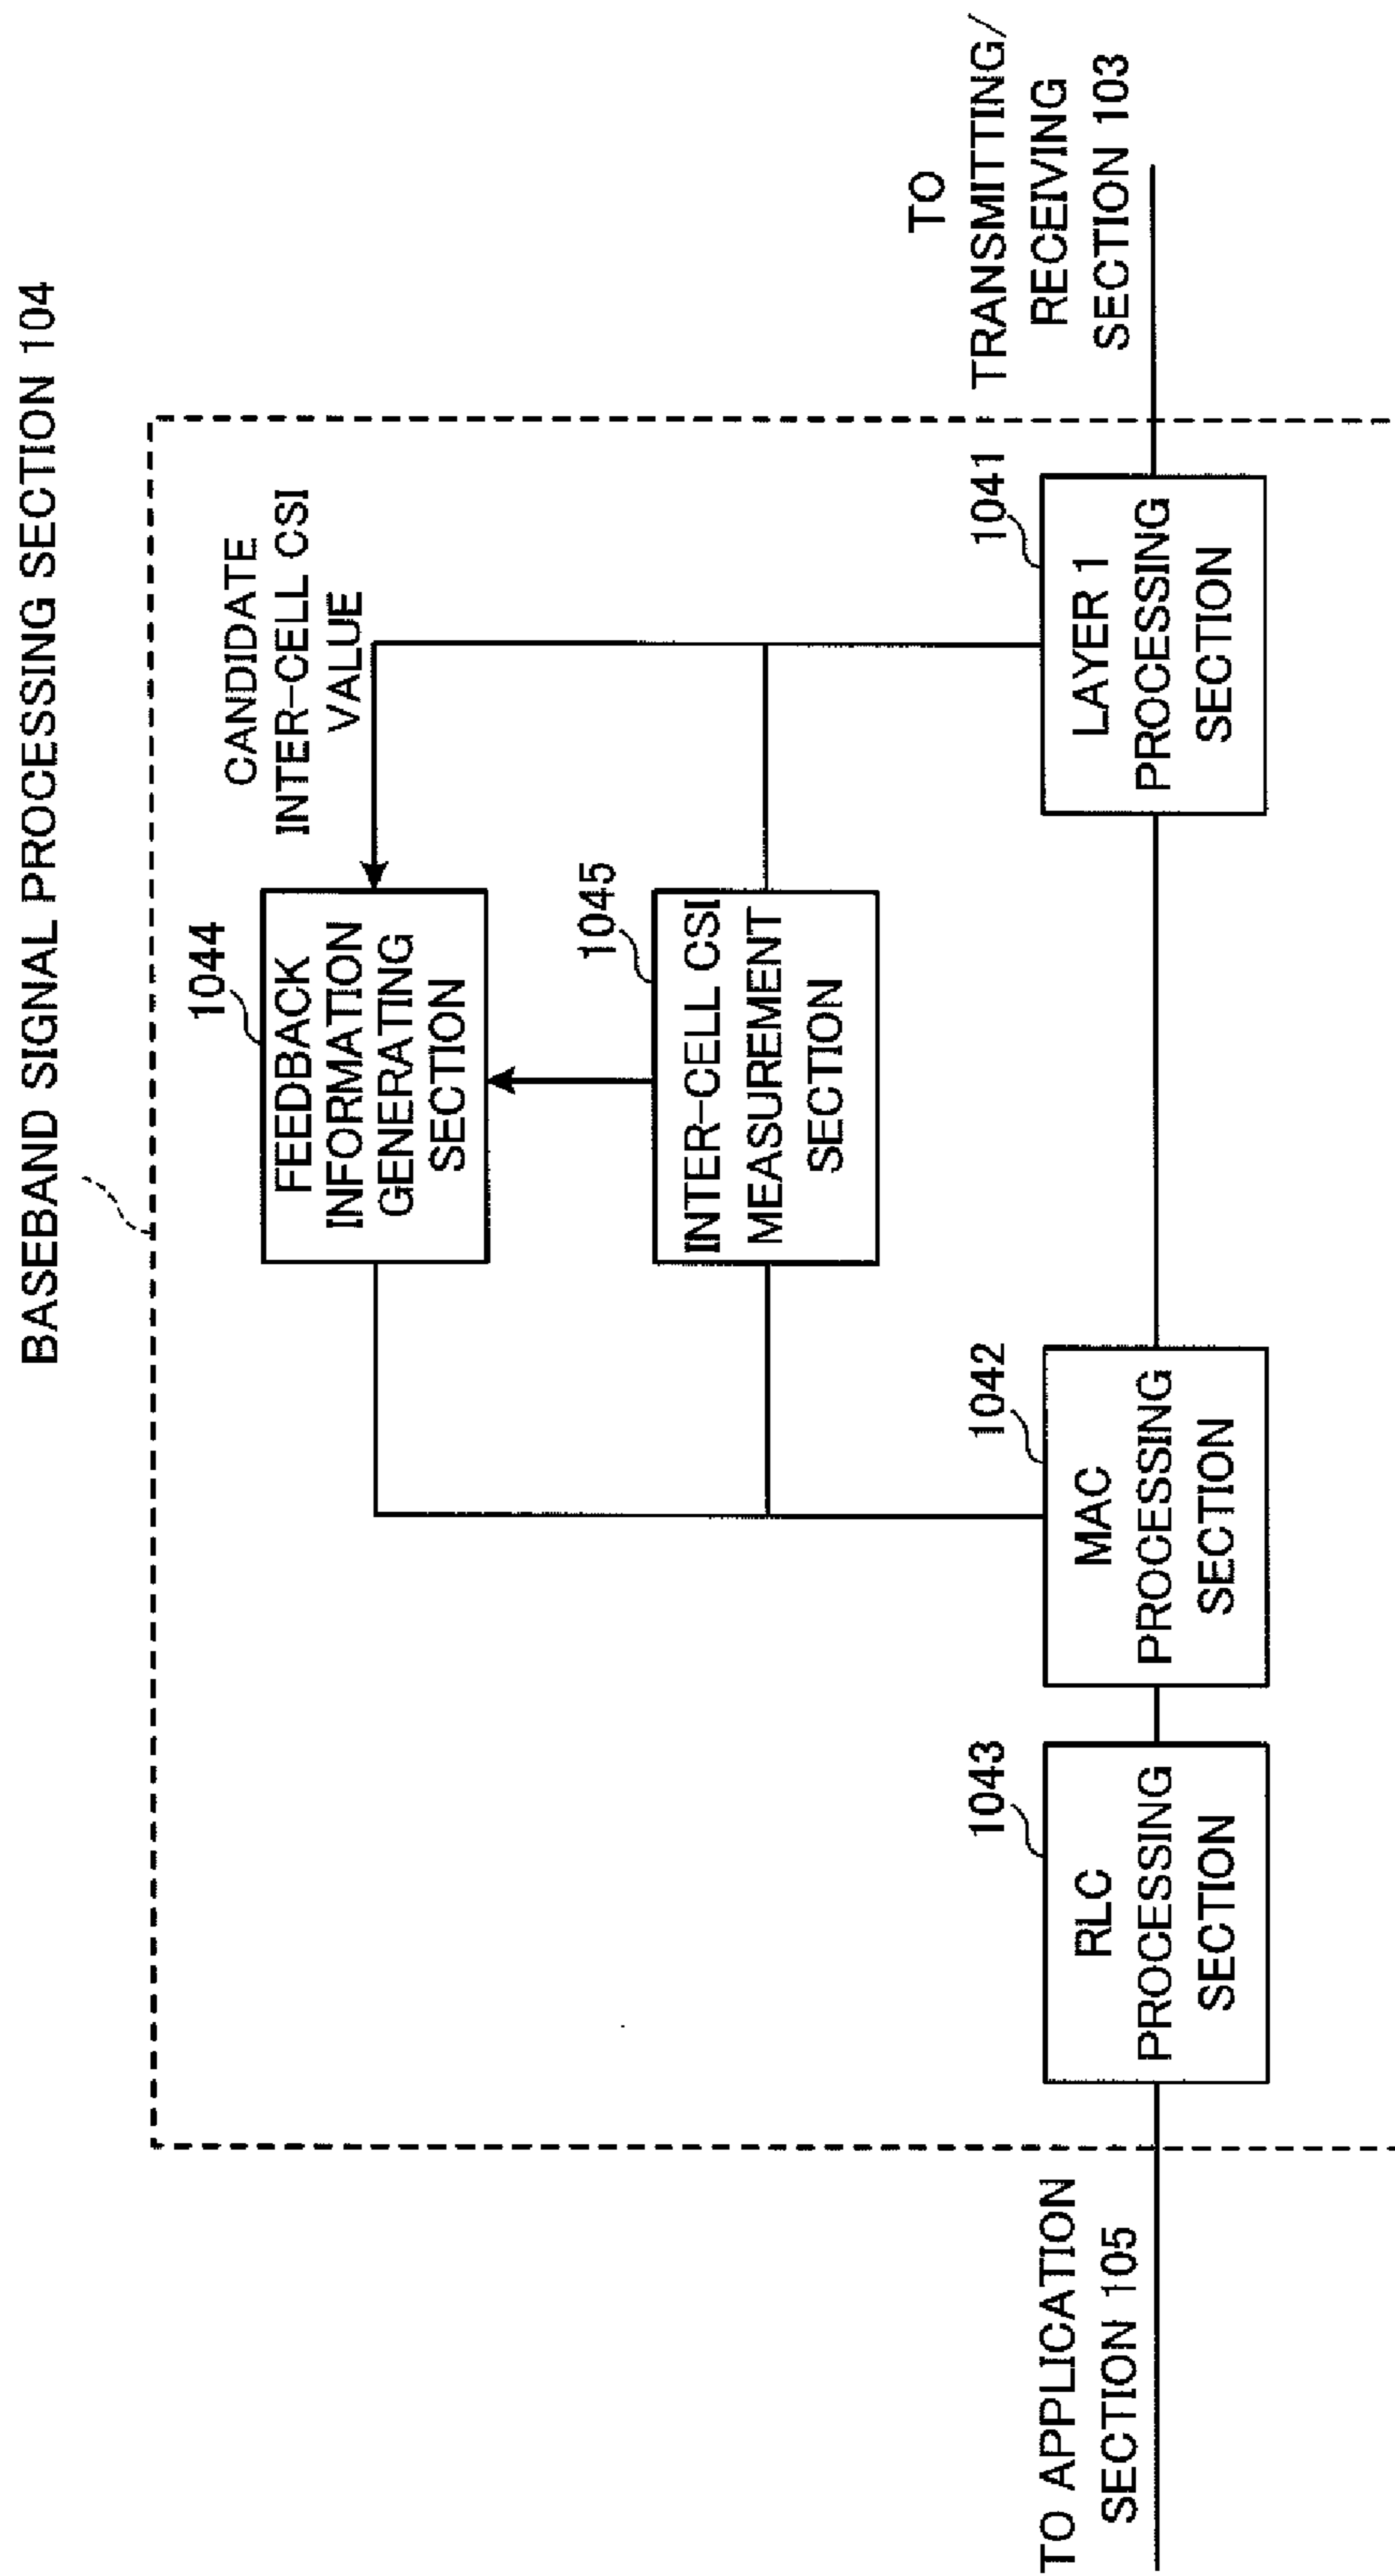 BASEBAND SIGNAL PROCESSING SECTION 104
1044
FEEDBACK
INFORMATION
GENERATING
SECTION
CANDIDATE
INTER-CELL CSI
VALUE
1045
INTER-CELL CSI
MEASUREMENT
SECTION
TO APPLICATION
SECTION 105
1043
RLC
PROCESSING
SECTION
1042
MAC
PROCESSING
SECTION
1041
LAYER 1
PROCESSING
SECTION
TO
TRANSMITTING/
RECEIVING
SECTION 103